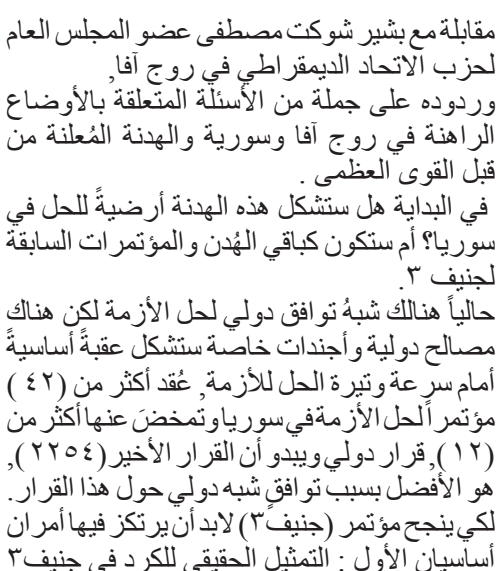 مقابلة مع بشير شوكت مصطفى عضو المجلس العام
لحزب الاتحاد الديمقراطي في روج آفا,
وردوده على جملة من الأسئلة المتعلقة بالأوضاع
الراهنة في روج آفا وسورية والهدنة المُعلنة من
قبل القوى العظمى .
في البداية هل ستشكل هذه الهدنة أرضيةً للحل في
سوريا؟ أم ستكون كباقي الهُدن والمؤتمرات السابقة
لجنيف ٣.
حالياً هنالك شبهُ توافق دولي لحل الأزمة لكن هناك
مصالح دولية وأجندات خاصة ستشكل عقبةً أساسيةً
أمام سرعة وتيرة الحل للأزمة, عُقد أكثر من (٤٢ )
مؤتمراً لحل الأزمة في سوريا وتمخضَ عنها أكثر من
(١٢), قرار دولي ويبدو أن القرار الأخير (٢٢٥٤),
هو الأفضل بسبب توافقٍ شبه دولي حول هذا القرار.
لكي ينجح مؤتمر (جنيف٣) لابد أن يرتكز فيها أمران
أساسيان الأول : التمثيل الحقيقي للكرد في جنيف٣